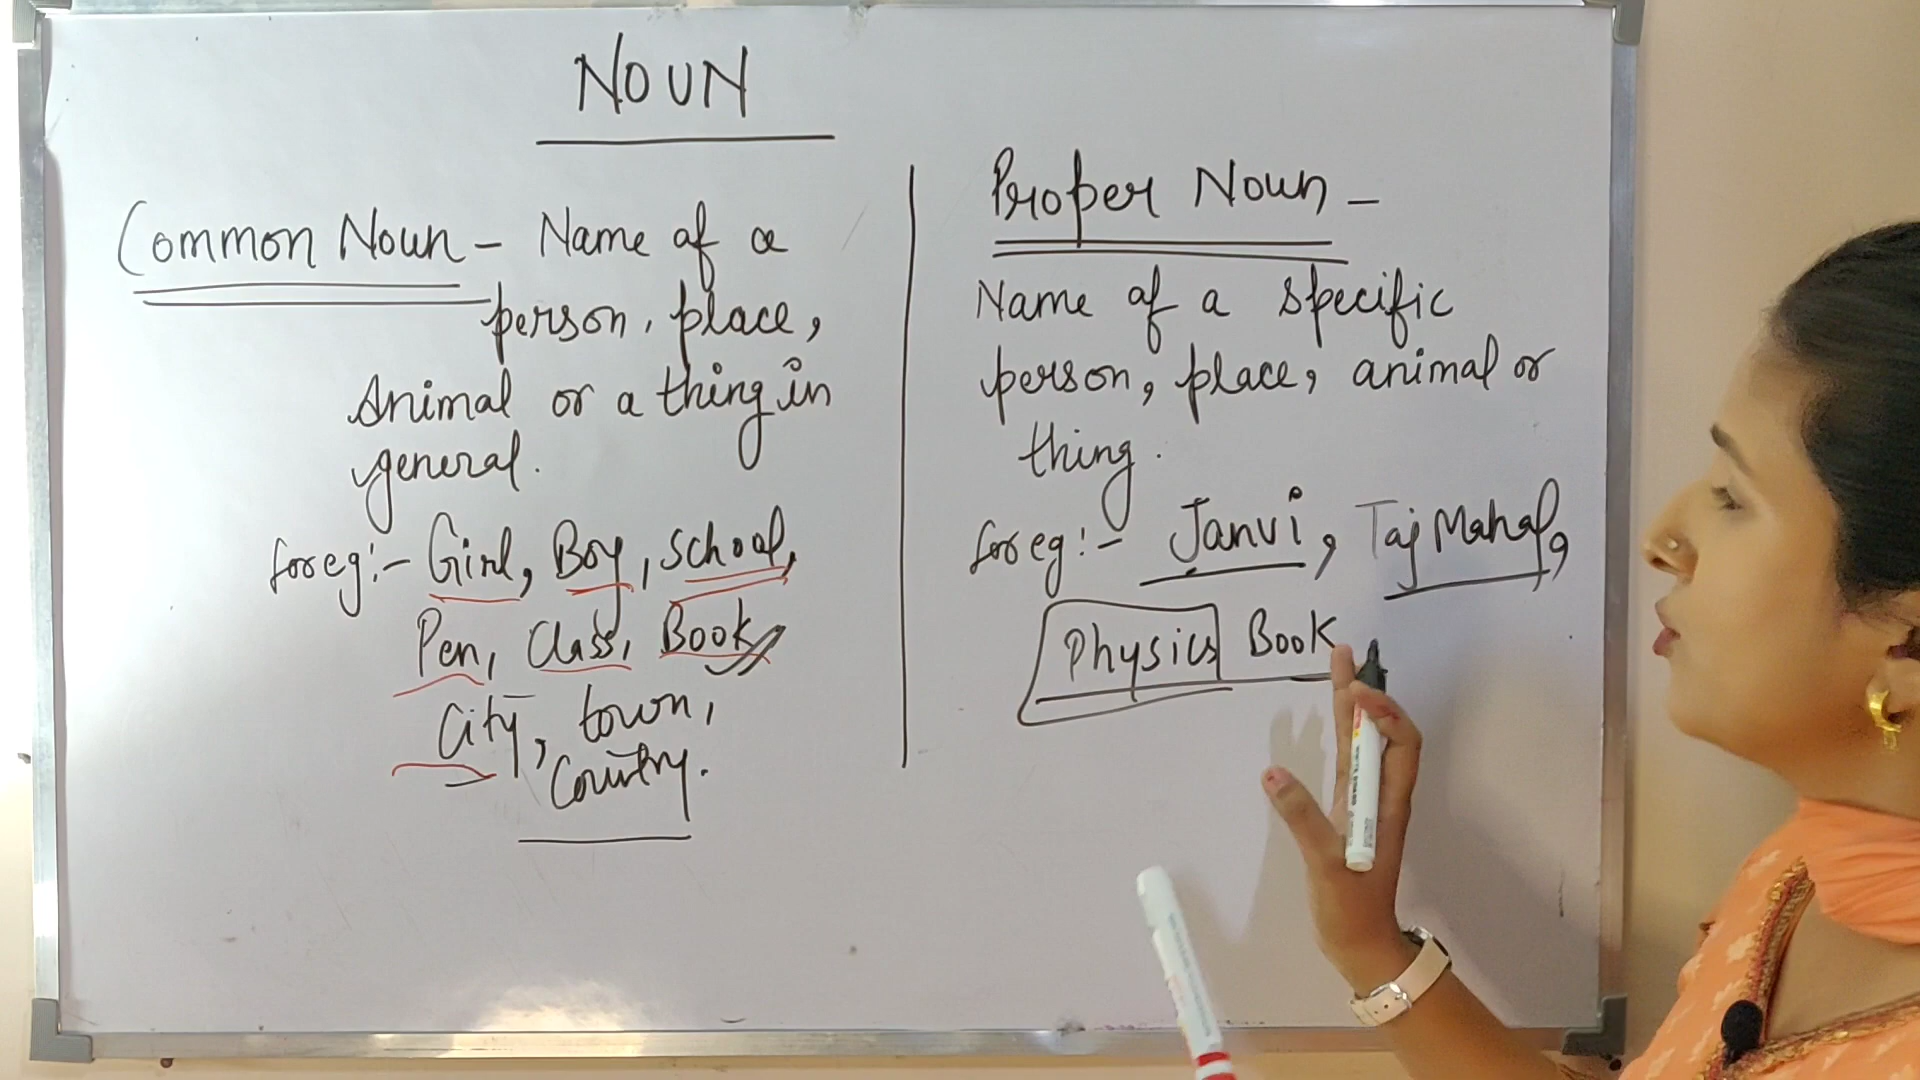 NOUN
Common Noun - Name of a
person, place,
Animal or a thing in
general.
for eg:- Girl, Boy, School,
Pen, Class, Book
City, town,
Country.
Proper Noun -
Name of a specific
person, place, animal or
thing.
for eg:- Janvi, Taj Mahal,
Physics Book